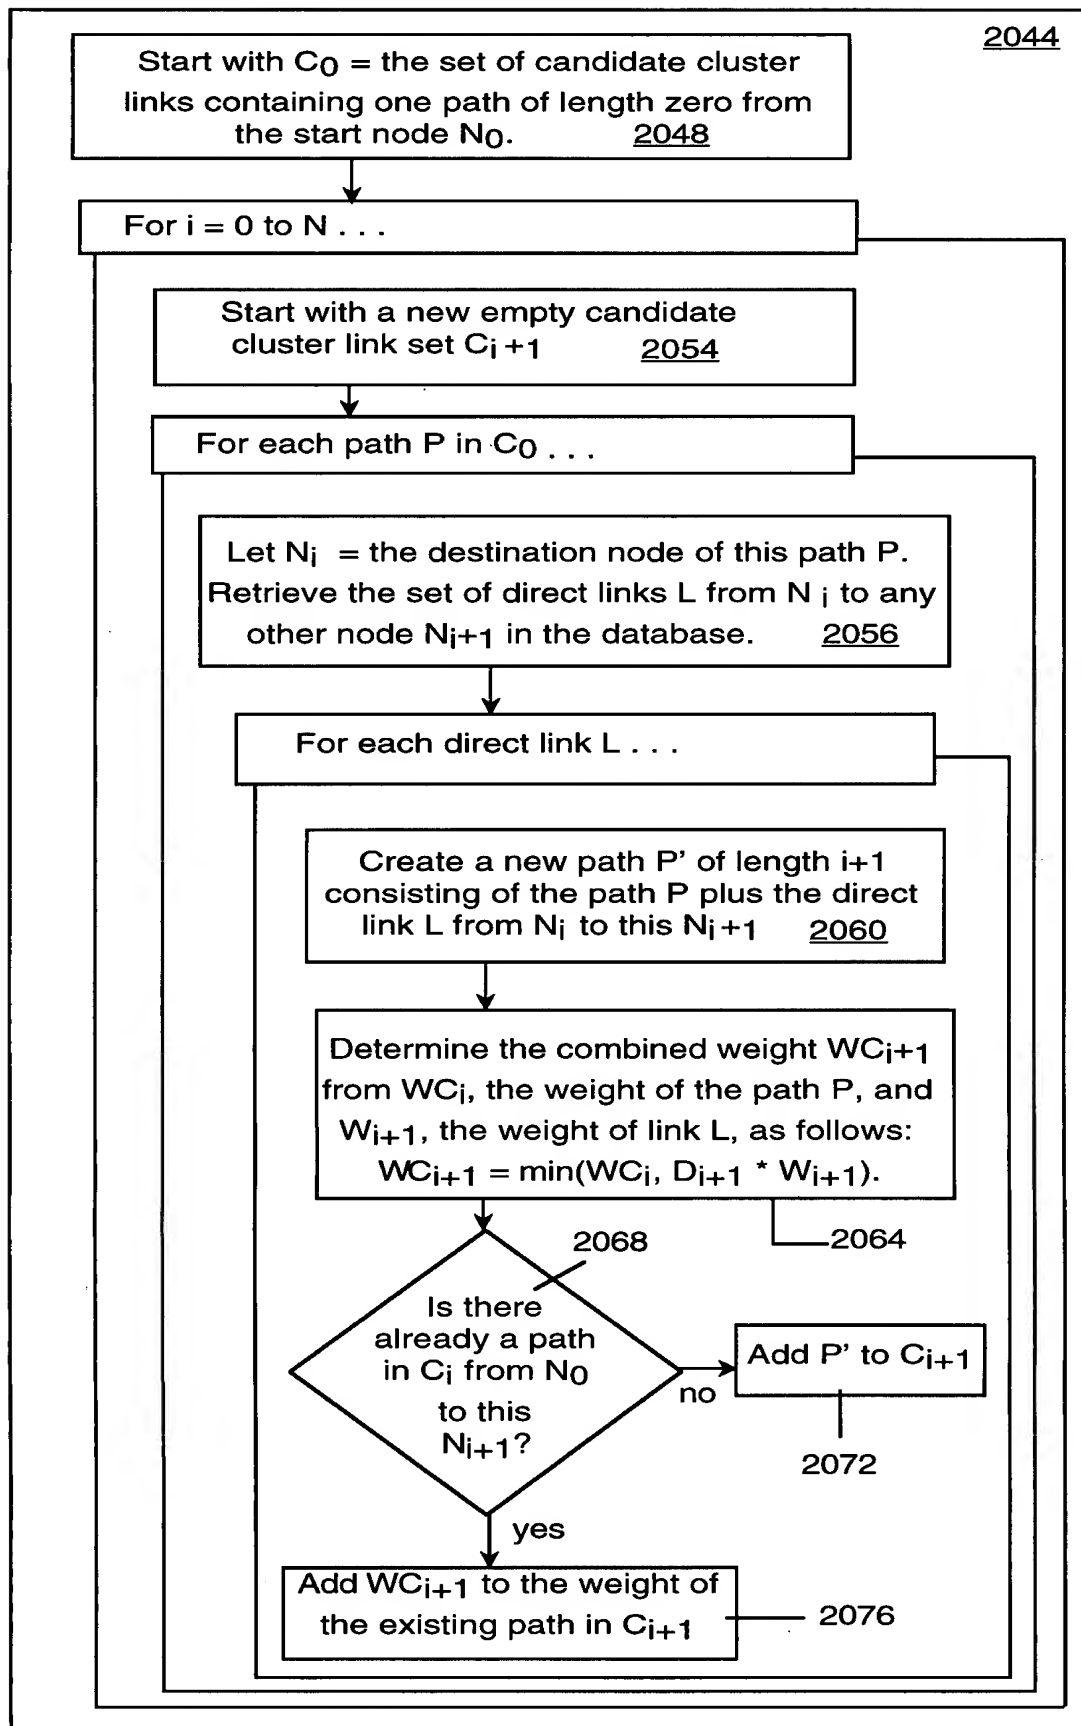 2044
Start with C0 = the set of candidate cluster
links containing one path of length zero from
the start node N0. 2048
For i = 0 to N . . .
Start with a new empty candidate
cluster link set Ci+1 2054
For each path P in C0 . . .
Let Ni = the destination node of this path P.
Retrieve the set of direct links L from N i to any
other node Ni+1 in the database. 2056
For each direct link L . . .
Create a new path P' of length i+1
consisting of the path P plus the direct
link L from Ni to this Ni+1 2060
Determine the combined weight WCi+1
from WCi, the weight of the path P, and
Wi+1, the weight of link L, as follows:
WCi+1 = min(WCi, Di+1 * Wi+1).
2064
2068
Is there
already a path
in Ci from N0
to this
Ni+1?
no
Add P' to Ci+1
2072
yes
Add WCi+1 to the weight of
the existing path in Ci+1
2076